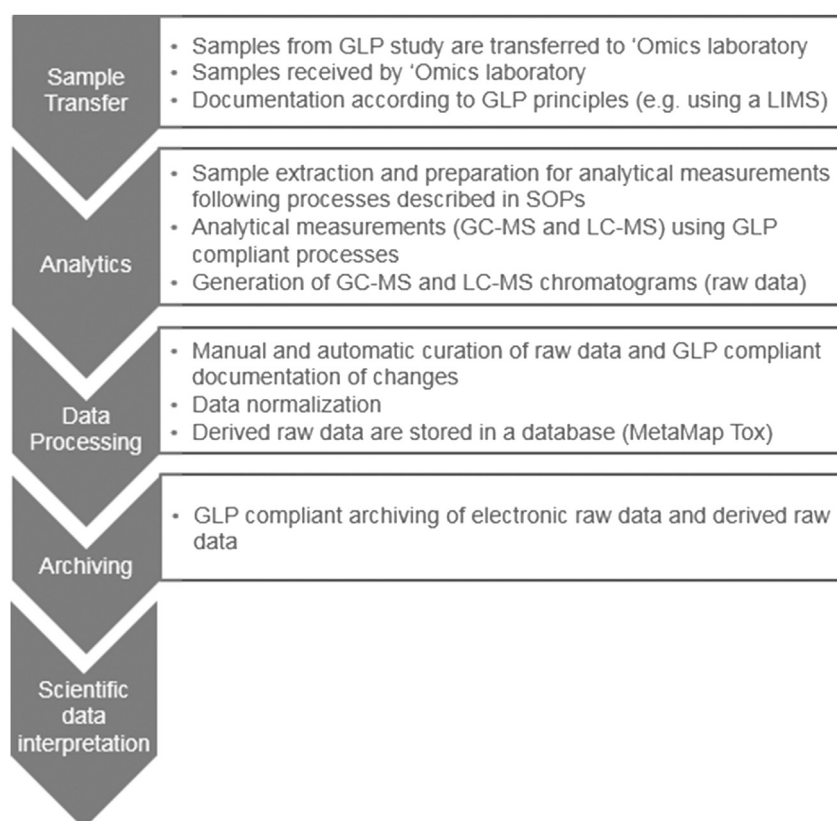 Sample
Transfer
• Samples from GLP study are transferred to ‘Omics laboratory
• Samples received by ‘Omics laboratory
• Documentation according to GLP principles (e.g. using a LIMS)
Analytics
• Sample extraction and preparation for analytical measurements
following processes described in SOPs
• Analytical measurements (GC-MS and LC-MS) using GLP
compliant processes
• Generation of GC-MS and LC-MS chromatograms (raw data)
Data
Processing
• Manual and automatic curation of raw data and GLP compliant
documentation of changes
• Data normalization
• Derived raw data are stored in a database (MetaMap Tox)
Archiving
• GLP compliant archiving of electronic raw data and derived raw
data
Scientific
data
interpretation